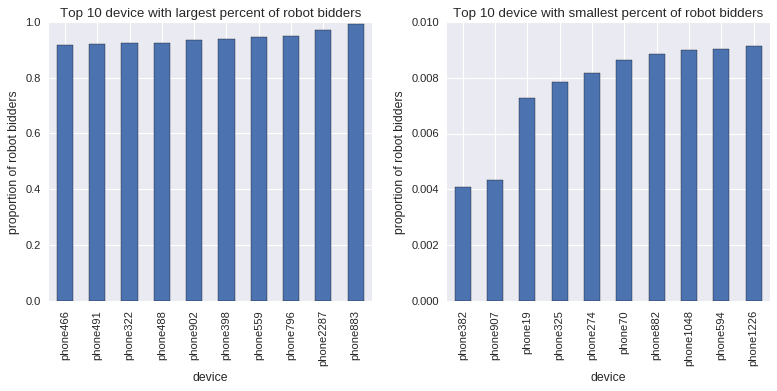 Top 10 device with largest percent of robot bidders
1.0
0.8
0.6
0.4
0.2
0.0
proportion of robot bidders
phone466
phone491
phone322
phone488
phone902
phone398
phone559
phone796
phone2287
phone883
device
Top 10 device with smallest percent of robot bidders
0.010
0.008
0.006
0.004
0.002
0.000
proportion of robot bidders
phone382
phone907
phone19
phone325
phone274
phone70
phone882
phone1048
phone594
phone1226
device